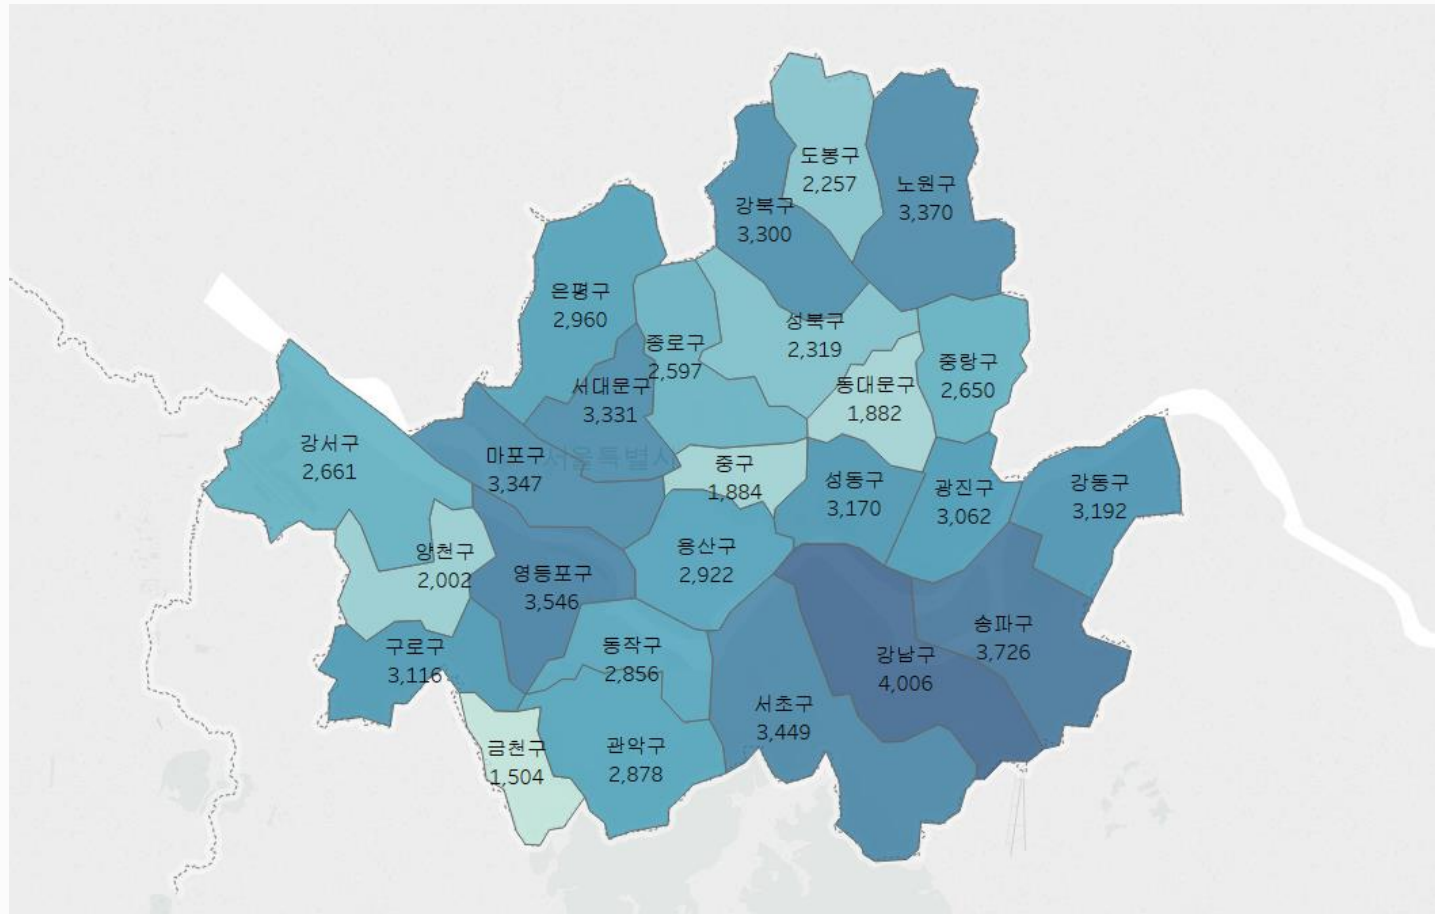 도봉구
2,257
노원구
3,370
강북구
3,300
은평구
2,960
성북구
2,319
종로구
2,597
중랑구
2,650
서대문구
3,331
동대문구
1,882
강서구
2,661
마포구
3,347
서울특별시
중구
1,884
성동구
3,170
광진구
3,062
강동구
3,192
양천구
2,002
영등포구
3,546
용산구
2,922
구로구
3,116
동작구
2,856
강남구
4,006
송파구
3,726
서초구
3,449
금천구
1,504
관악구
2,878